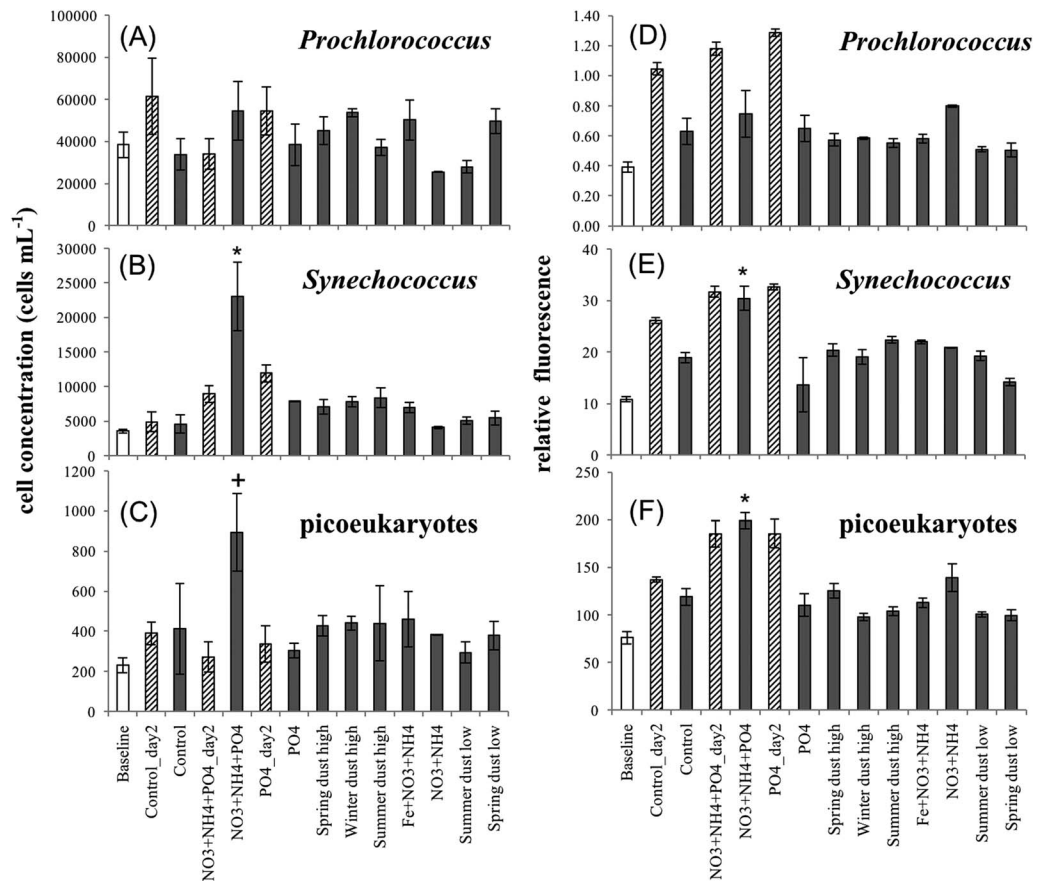 cell concentration (cells mL⁻¹)
(A)
Prochlorococcus
100000
80000
60000
40000
20000
0
(B)
Synechococcus
30000
25000
20000
15000
10000
5000
0
*
(C)
picoeukaryotes
1200
1000
800
600
400
200
0
+
Baseline
Control_day2
Control
NO3+NH4+PO4_day2
NO3+NH4+PO4
PO4_day2
PO4
Spring dust high
Winter dust high
Summer dust high
Fe+NO3+NH4
NO3+NH4
Summer dust low
Spring dust low
relative fluorescence
(D)
Prochlorococcus
1.40
1.20
1.00
0.80
0.60
0.40
0.20
0.00
(E)
Synechococcus
40
30
20
10
0
*
(F)
picoeukaryotes
250
200
150
100
50
0
*
Baseline
Control_day2
Control
NO3+NH4+PO4_day2
NO3+NH4+PO4
PO4_day2
PO4
Spring dust high
Winter dust high
Summer dust high
Fe+NO3+NH4
NO3+NH4
Summer dust low
Spring dust low